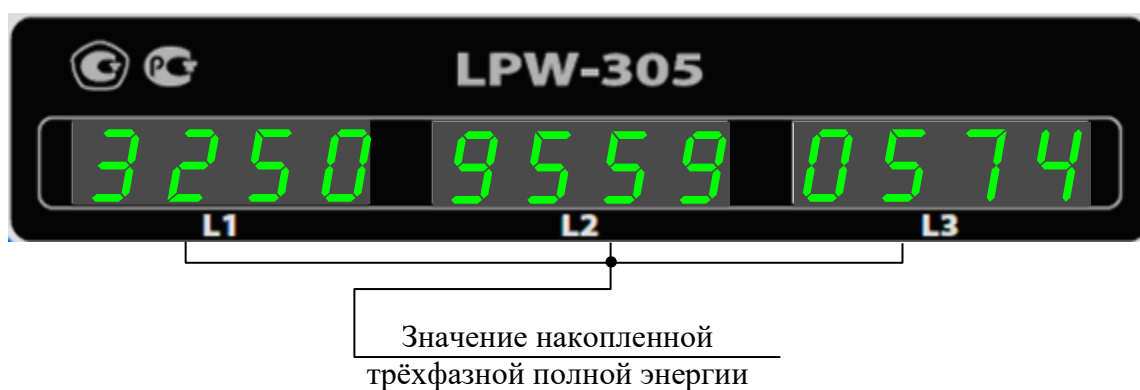 LPW-305
3250 9559 0574
L1 L2 L3
Значение накопленной
трёхфазной полной энергии